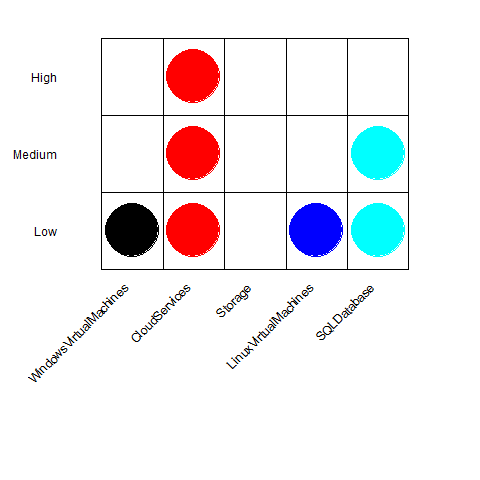 High
Medium
Low
WindowsVirtualMachines
CloudServices
Storage
LinuxVirtualMachines
SQLDatabase